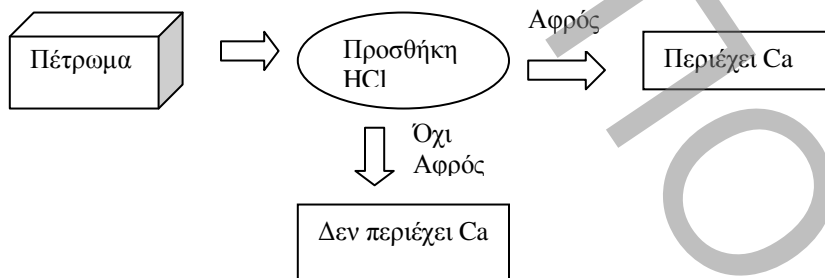 Πέτρωμα
Προσθήκη
HCl
Αφρός
Περιέχει Ca
Όχι
Αφρός
Δεν περιέχει Ca